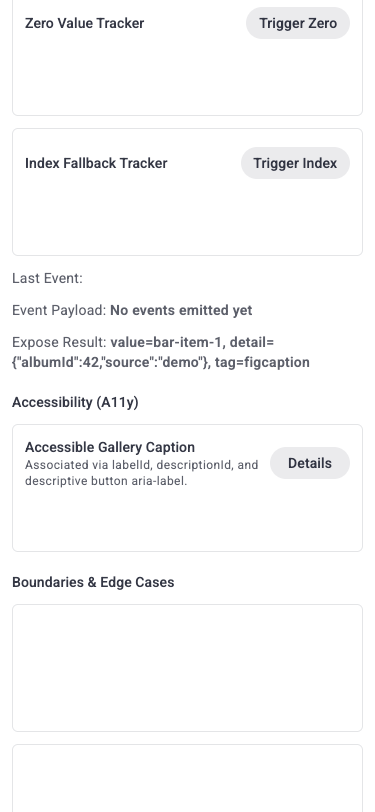 Zero Value Tracker
Trigger Zero
Index Fallback Tracker
Trigger Index
Last Event:
Event Payload: No events emitted yet
Expose Result: value=bar-item-1, detail=
{"albumId":42,"source":"demo"}, tag=figcaption
Accessibility (A11y)
Accessible Gallery Caption
Associated via labelId, descriptionId, and
descriptive button aria-label.
Details
Boundaries & Edge Cases